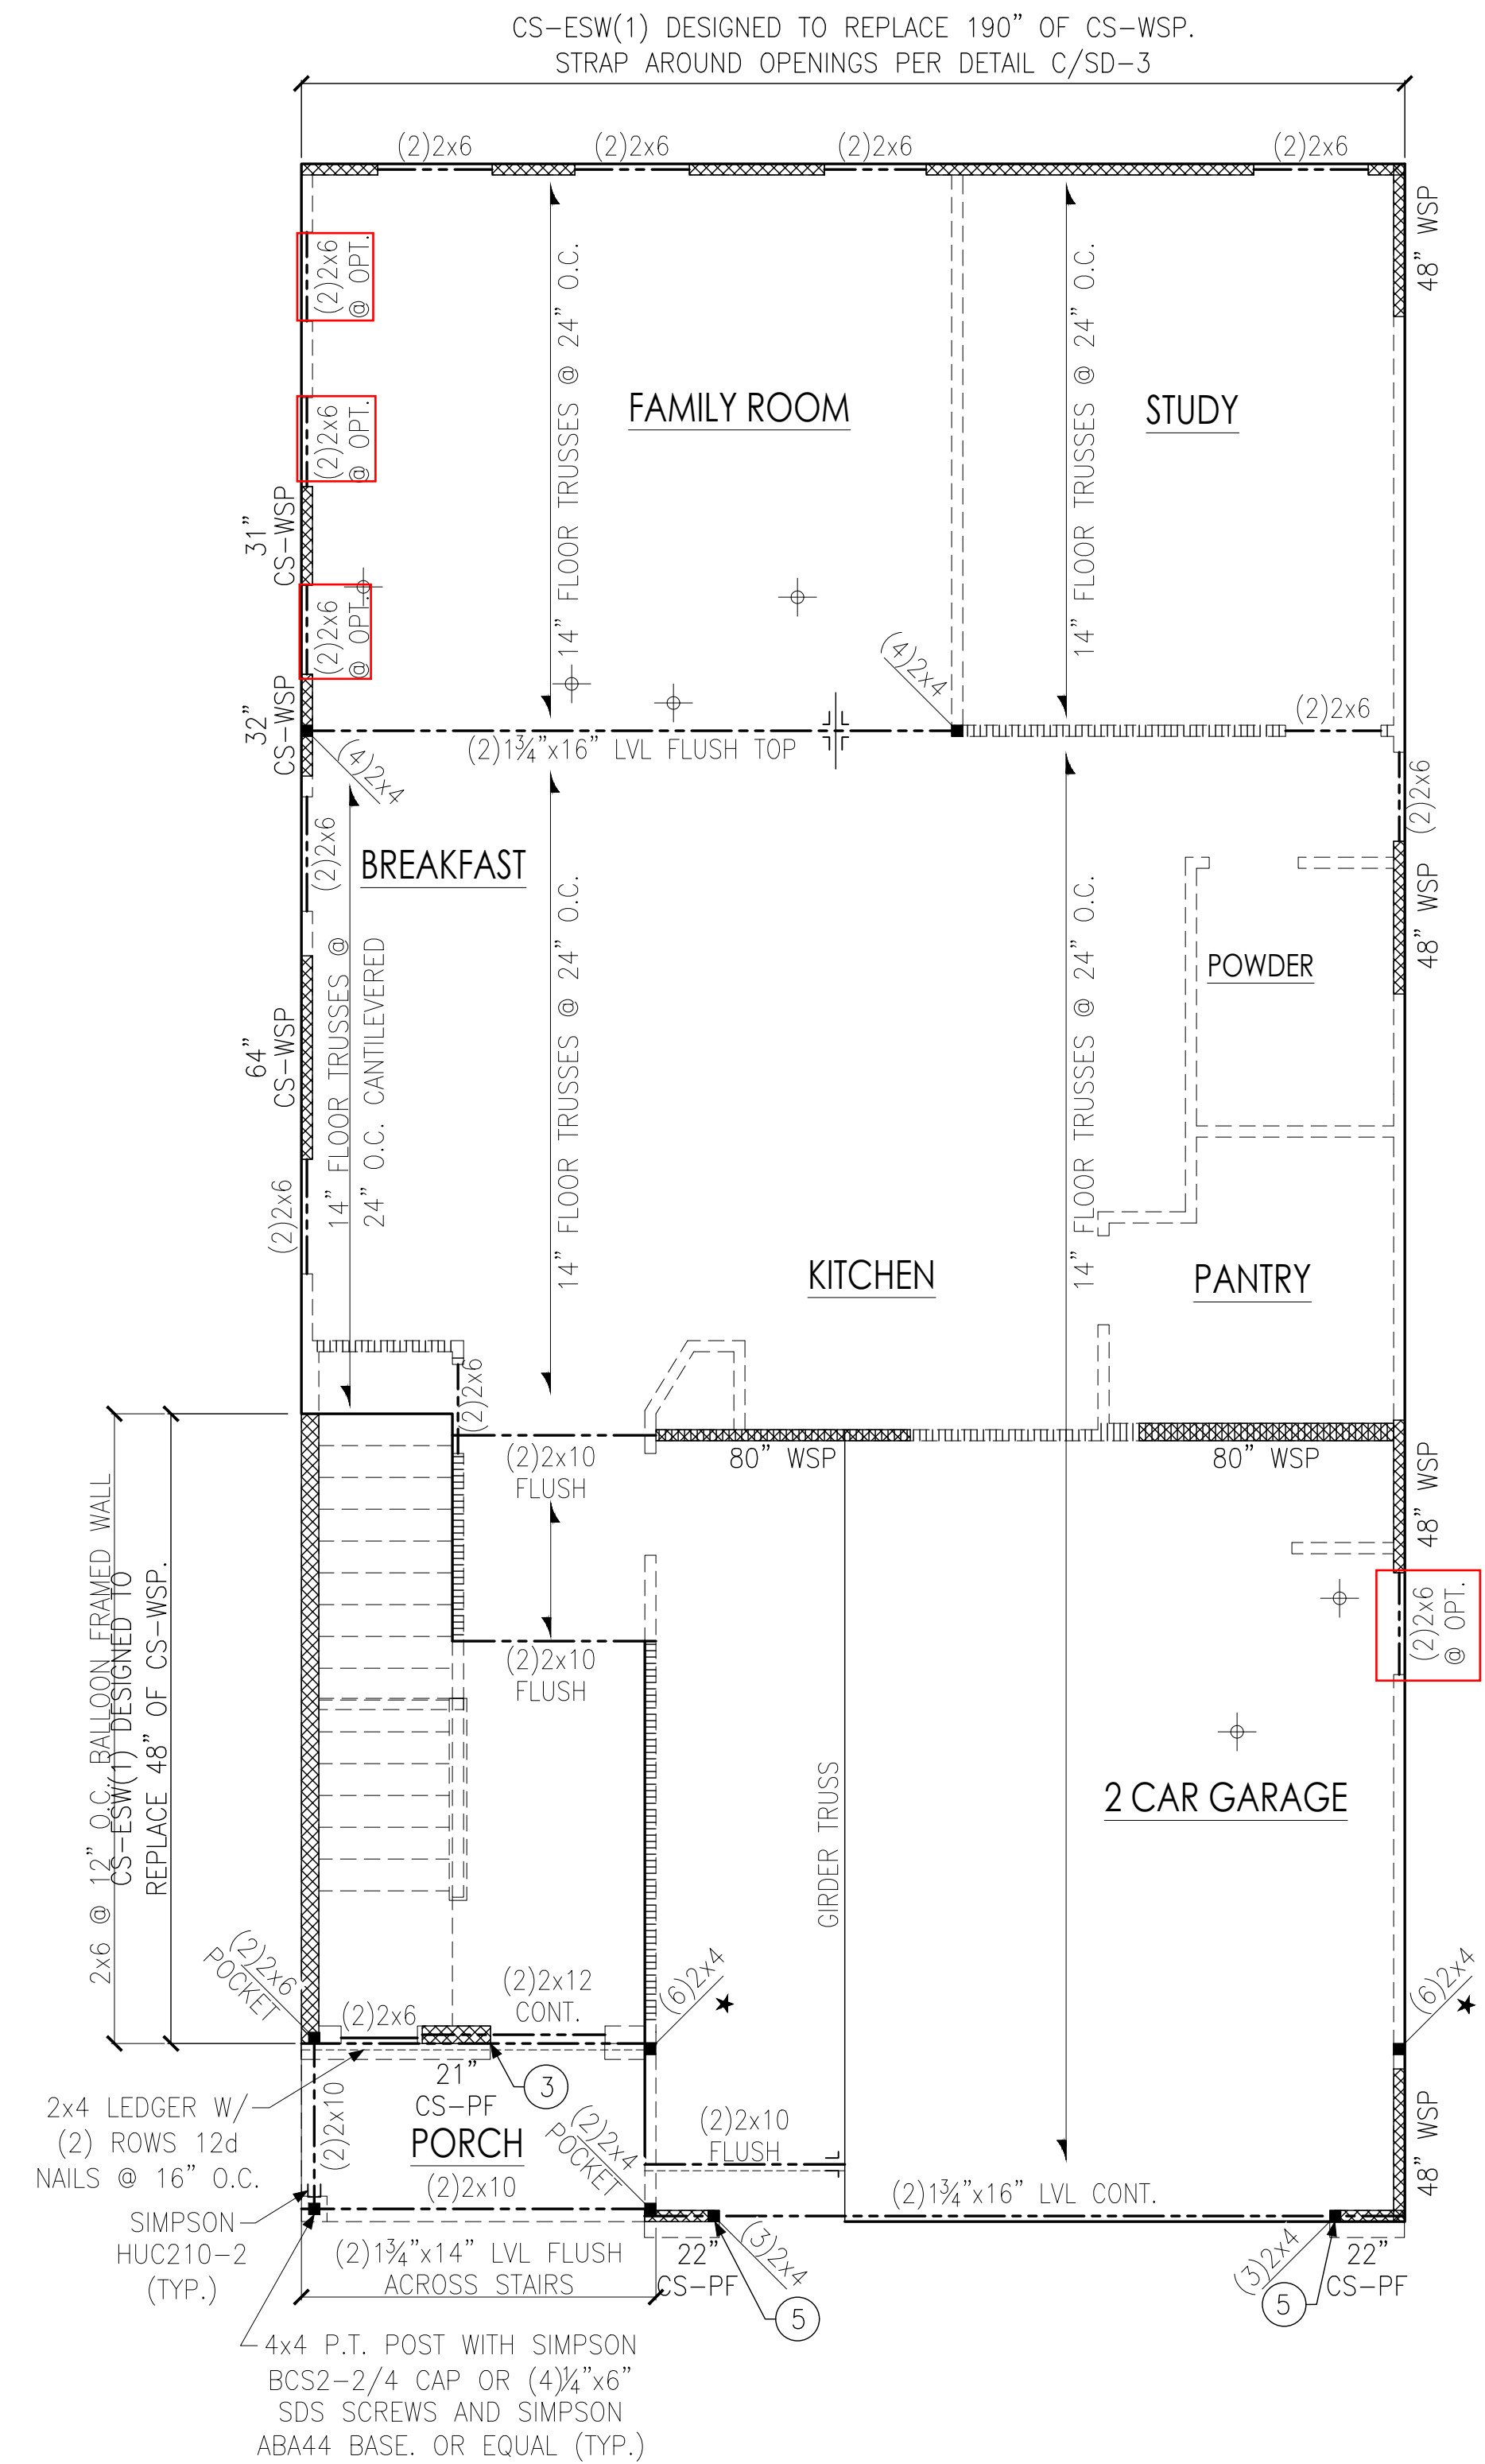 CS-ESW(1) DESIGNED TO REPLACE 190" OF CS-WSP.
STRAP AROUND OPENINGS PER DETAIL C/SD-3
(2)2x6
(2)2x6
(2)2x6
(2)2x6
48" WSP
(2)2x6
@ OPT.
14" FLOOR TRUSSES @ 24" O.C.
14" FLOOR TRUSSES @ 24" O.C.
FAMILY ROOM
STUDY
(2)2x6
@ OPT.
31"
CS-WSP
(2)2x6
@ OPT.
32"
CS-WSP
(4)2x4
(2)2x6
(2)1¾"x16" LVL FLUSH TOP
(4)2x4
(2)2x6
(2)2x6
BREAKFAST
48" WSP
POWDER
14" FLOOR TRUSSES @
24" O.C. CANTILEVERED
14" FLOOR TRUSSES @ 24" O.C.
14" FLOOR TRUSSES @ 24" O.C.
64"
CS-WSP
(2)2x6
KITCHEN
PANTRY
(2)2x6
(2)2x10
FLUSH
80" WSP
80" WSP
48" WSP
(2)2x6
@ OPT.
2x6 @ 12" O.C. BALLOON FRAMED WALL
CS-ESW(1) DESIGNED TO
REPLACE 48" OF CS-WSP.
(2)2x10
FLUSH
GIRDER TRUSS
2 CAR GARAGE
(2)2x6
POCKET
(2)2x6
(2)2x12
CONT.
(6)2x4
★
(6)2x4
★
21"
CS-PF
3
2x4 LEDGER W/
(2) ROWS 12d
NAILS @ 16" O.C.
(2)2x10
PORCH
(2)2x10
(2)2x4
POCKET
(2)2x10
FLUSH
48" WSP
(2)1¾"x16" LVL CONT.
SIMPSON
HUC210-2
(TYP.)
(2)1¾"x14" LVL FLUSH
ACROSS STAIRS
22"
CS-PF
(3)2x4
5
(3)2x4
22"
CS-PF
5
4x4 P.T. POST WITH SIMPSON
BCS2-2/4 CAP OR (4)¼"x6"
SDS SCREWS AND SIMPSON
ABA44 BASE. OR EQUAL (TYP.)